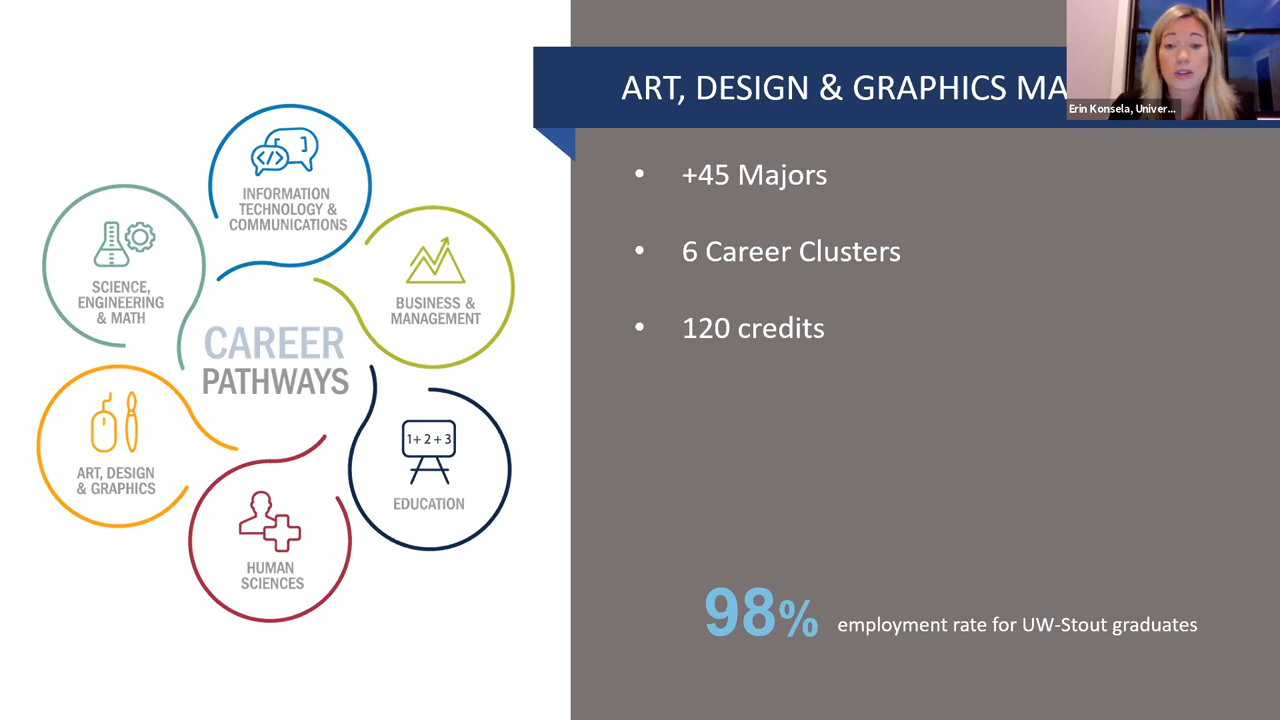 ART, DESIGN & GRAPHICS MA
Erin Konsela, Univer...
INFORMATION
TECHNOLOGY &
COMMUNICATIONS
SCIENCE,
ENGINEERING
& MATH
BUSINESS &
MANAGEMENT
CAREER
PATHWAYS
1+2+3
ART, DESIGN
& GRAPHICS
EDUCATION
HUMAN
SCIENCES
• +45 Majors
• 6 Career Clusters
• 120 credits
98% employment rate for UW-Stout graduates